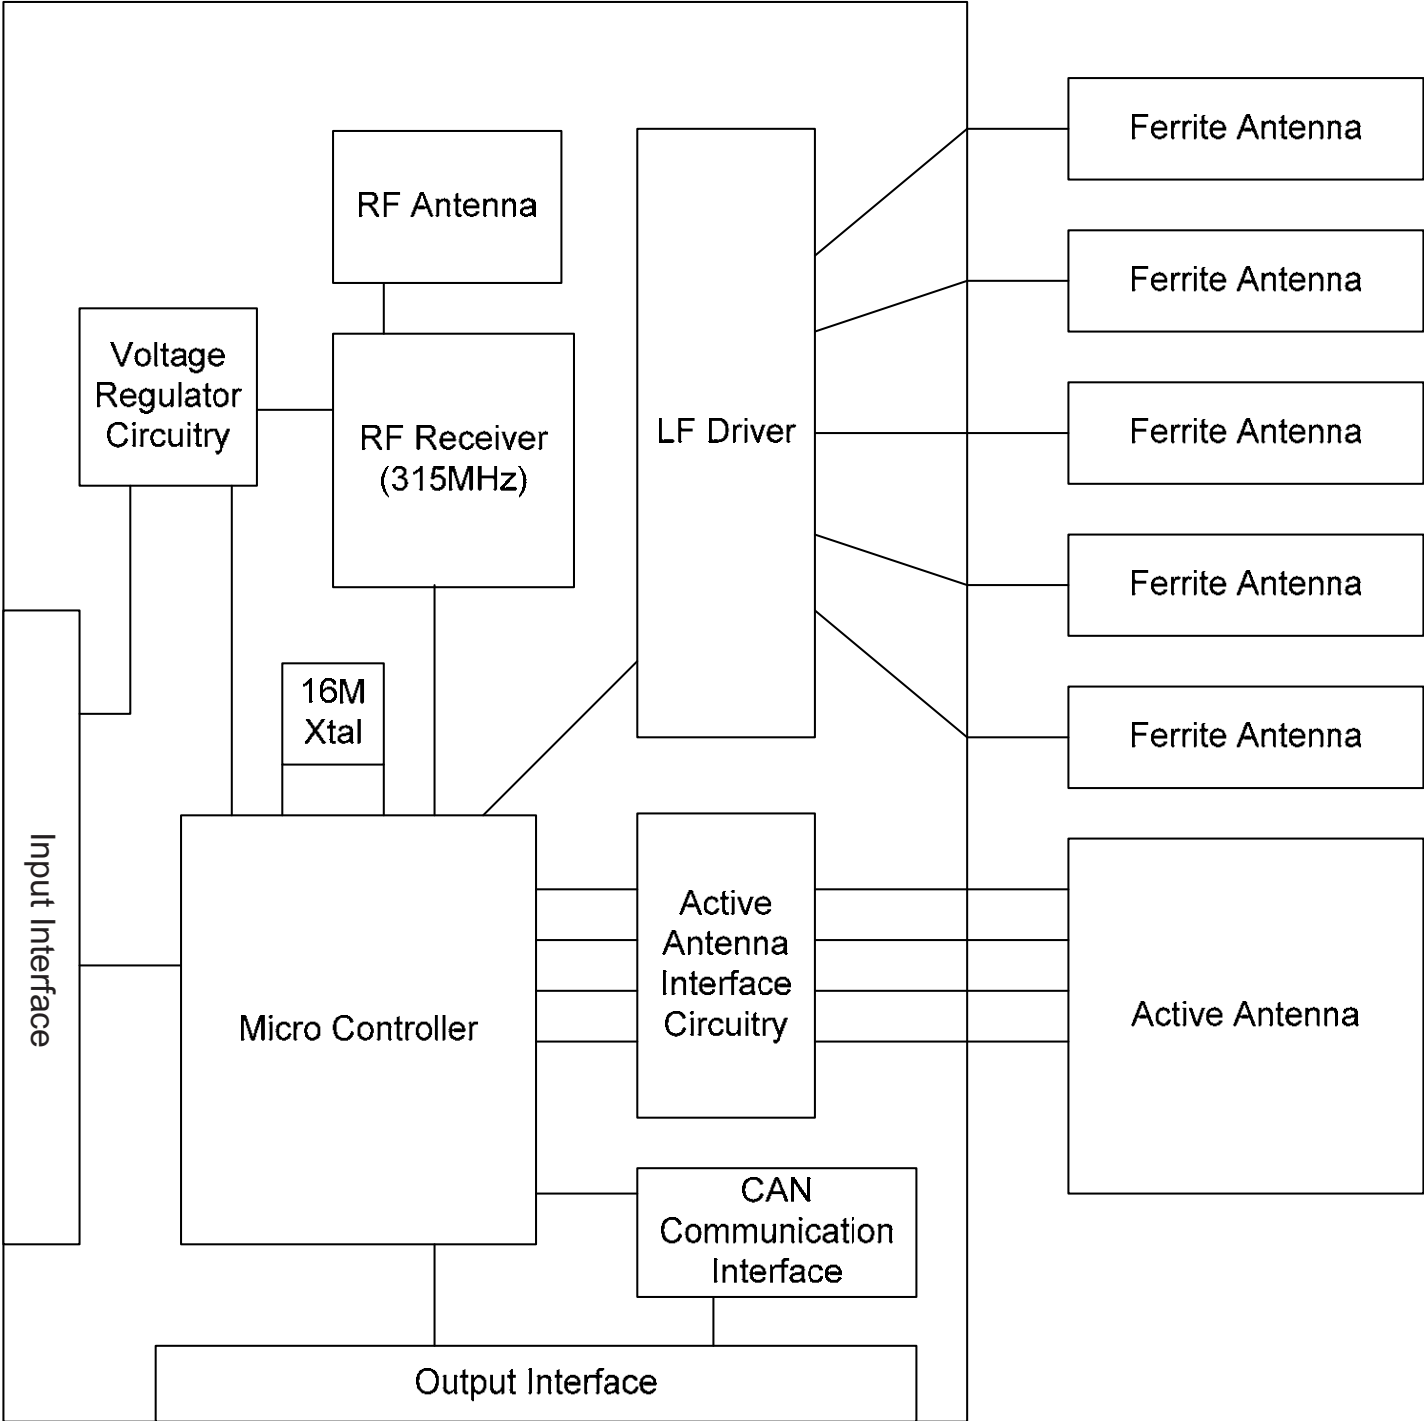 Ferrite Antenna
RF Antenna
Ferrite Antenna
Voltage
Regulator
Circuitry
RF Receiver
(315MHz)
LF Driver
Ferrite Antenna
Ferrite Antenna
16M
Xtal
Ferrite Antenna
Input Interface
Micro Controller
Active
Antenna
Interface
Circuitry
Active Antenna
CAN
Communication
Interface
Output Interface